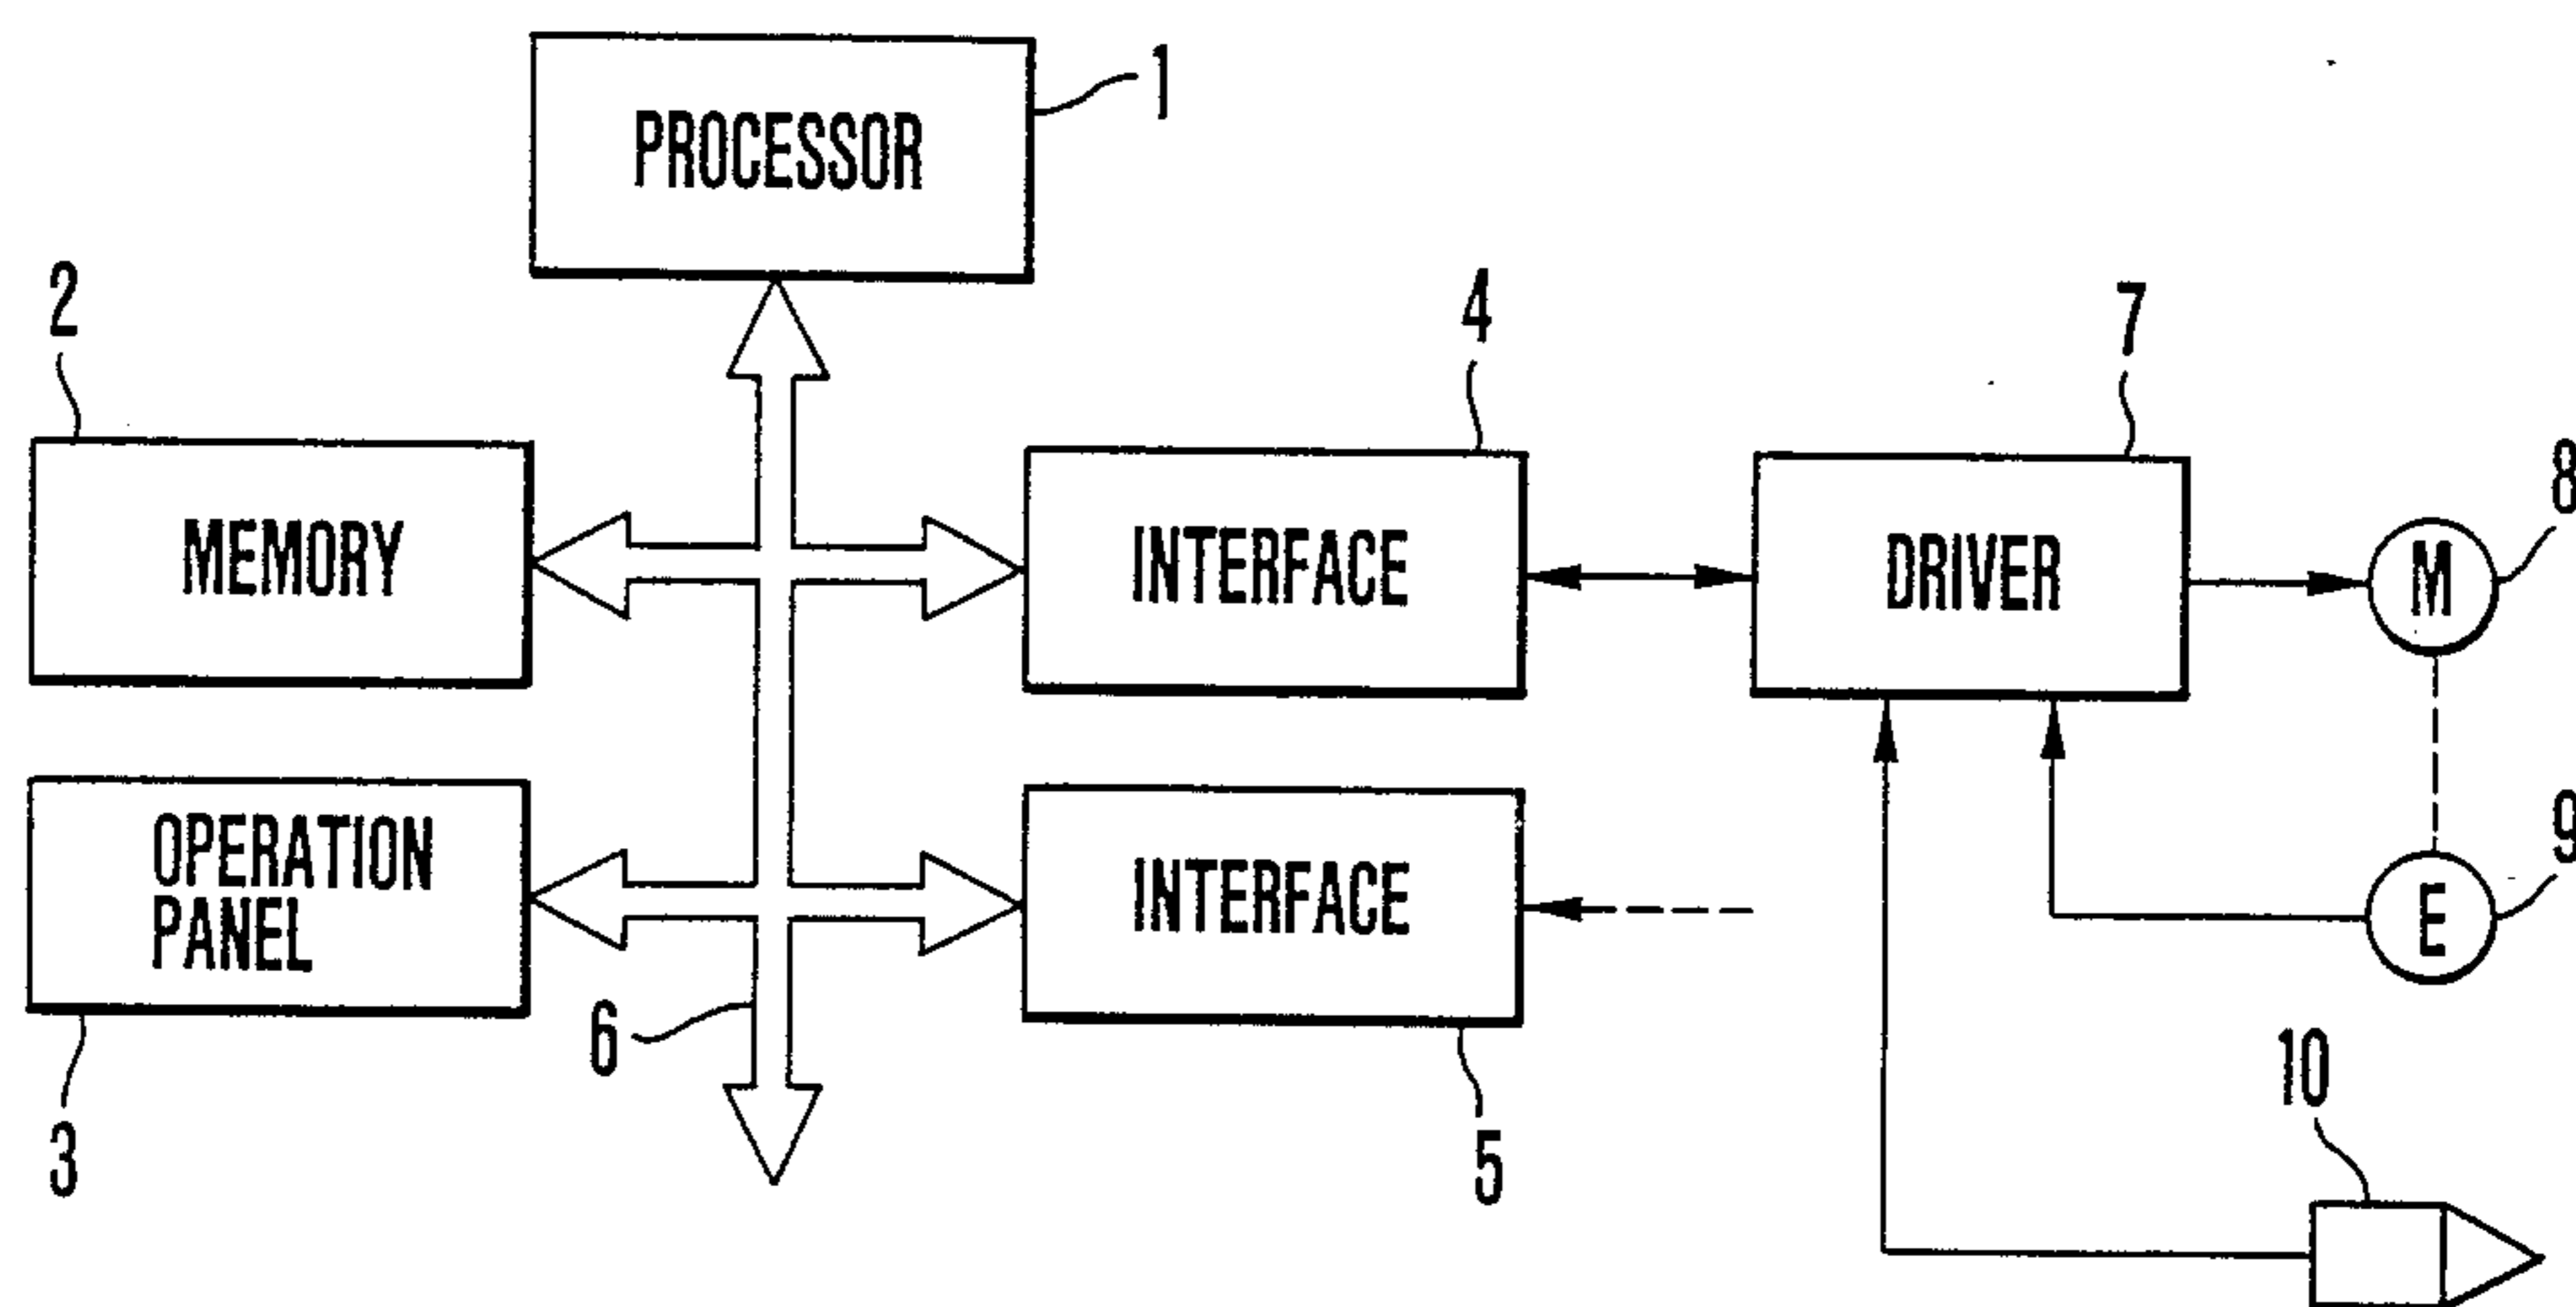 PROCESSOR
1
2
4
7
8
MEMORY
INTERFACE
DRIVER
M
OPERATION
PANEL
INTERFACE
E
9
6
10
3
5